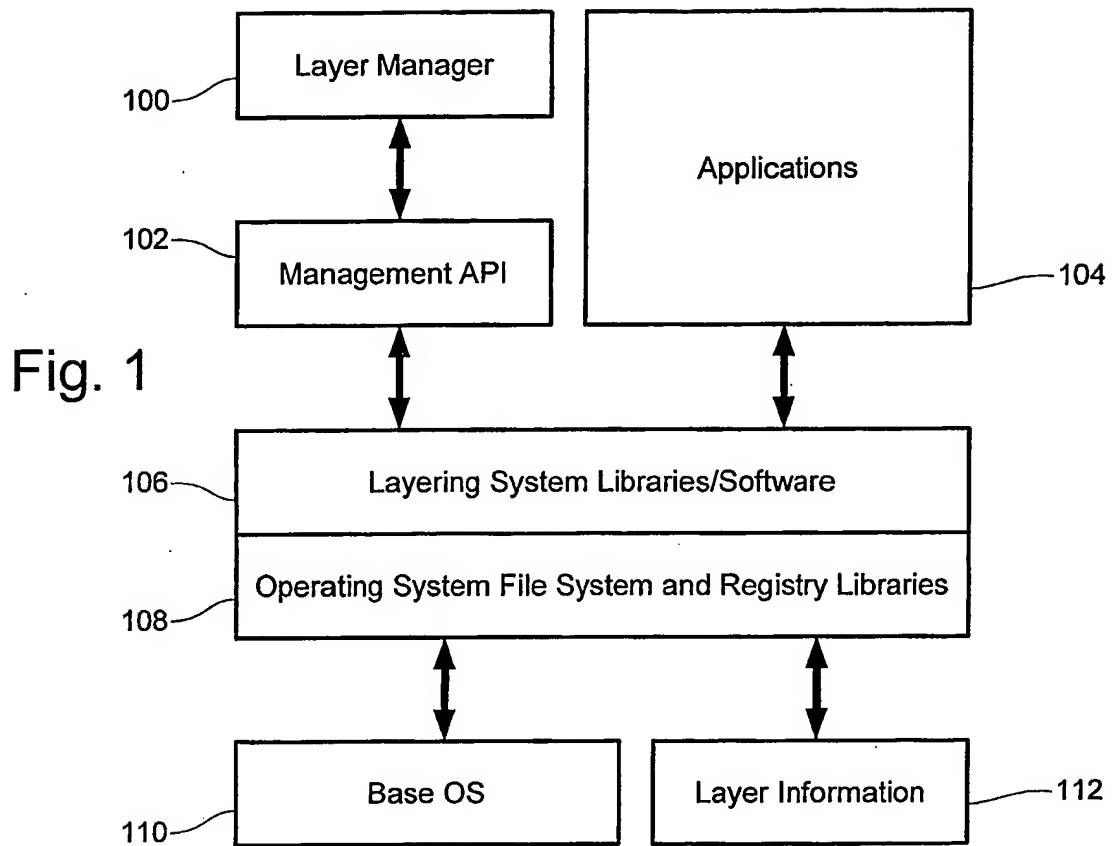 Layer Manager
100
Applications
102
Management API
104
Fig. 1
106
Layering System Libraries/Software
Operating System File System and Registry Libraries
108
Base OS
110
Layer Information
112